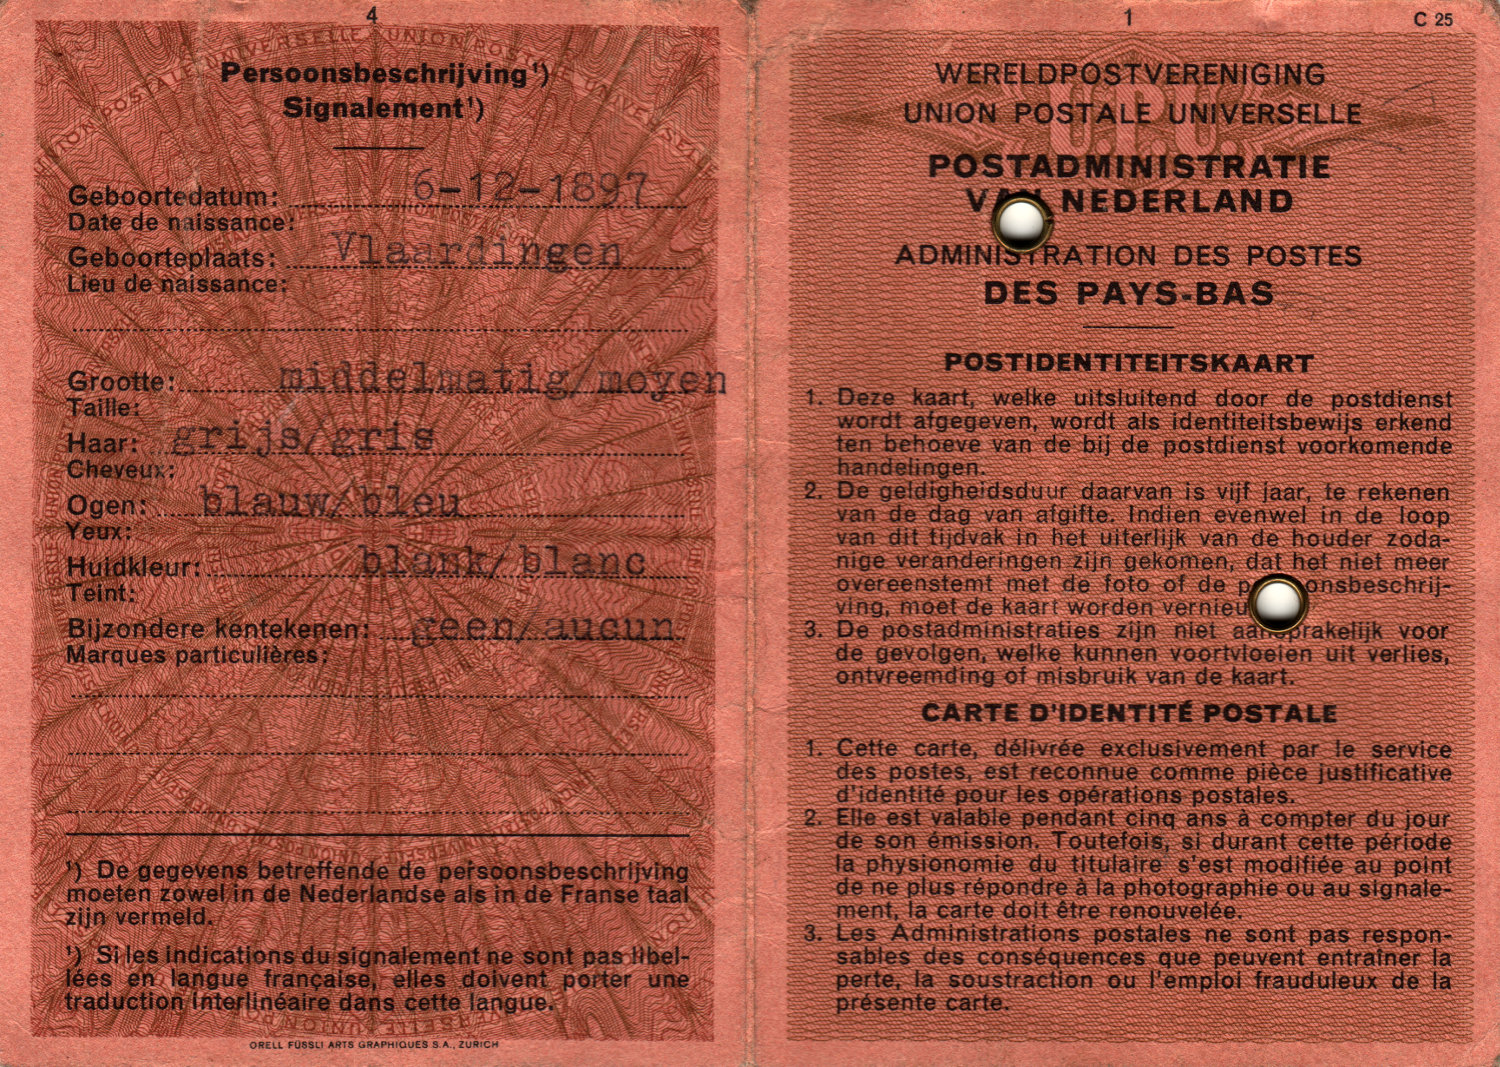 4
Persoonsbeschrijving¹)
Signalement¹)
Geboortedatum: 6-12-1897
Date de naissance:
Geboorteplaats: Vlaardingen
Lieu de naissance:
Grootte: middelmatig/moyen
Taille:
Haar: grijs/gris
Cheveux:
Ogen: blauw/bleu
Yeux:
Huidkleur: blank/blanc
Teint:
Bijzondere kentekenen: geen/aucun
Marques particulières:
¹) De gegevens betreffende de persoonsbeschrijving
moeten zowel in de Nederlandse als in de Franse taal
zijn vermeld.
¹) Si les indications du signalement ne sont pas libel-
lées en langue française, elles doivent porter une
traduction interlinéaire dans cette langue.
ORELL FÜSSLI ARTS GRAPHIQUES S.A., ZURICH
1
C 25
U.P.U.
WERELDPOSTVERENIGING
UNION POSTALE UNIVERSELLE
POSTADMINISTRATIE
VAN NEDERLAND
ADMINISTRATION DES POSTES
DES PAYS-BAS
POSTIDENTITEITSKAART
1. Deze kaart, welke uitsluitend door de postdienst
wordt afgegeven, wordt als identiteitsbewijs erkend
ten behoeve van de bij de postdienst voorkomende
handelingen.
2. De geldigheidsduur daarvan is vijf jaar, te rekenen
van de dag van afgifte. Indien evenwel in de loop
van dit tijdvak in het uiterlijk van de houder zoda-
nige veranderingen zijn gekomen, dat het niet meer
overeenstemt met de foto of de persoonsbeschrij-
ving, moet de kaart worden vernieuwd.
3. De postadministraties zijn niet aansprakelijk voor
de gevolgen, welke kunnen voortvloeien uit verlies,
ontvreemding of misbruik van de kaart.
CARTE D'IDENTITÉ POSTALE
1. Cette carte, délivrée exclusivement par le service
des postes, est reconnue comme pièce justificative
d'identité pour les opérations postales.
2. Elle est valable pendant cinq ans à compter du jour
de son émission. Toutefois, si durant cette période
la physionomie du titulaire s'est modifiée au point
de ne plus répondre à la photographie ou au signale-
ment, la carte doit être renouvelée.
3. Les Administrations postales ne sont pas respon-
sables des conséquences que peuvent entraîner la
perte, la soustraction ou l'emploi frauduleux de la
présente carte.